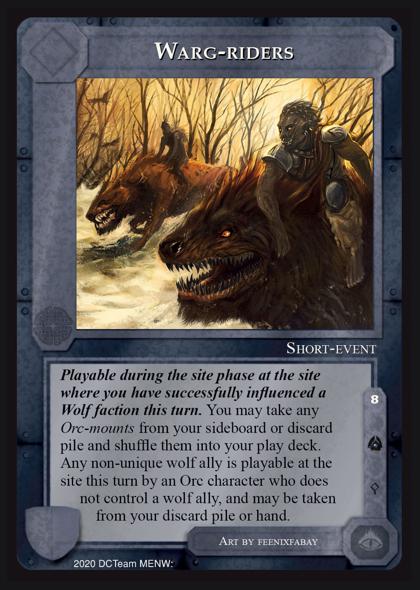 Warg-riders
Short-event
Playable during the site phase at the site
where you have successfully influenced a
Wolf faction this turn. You may take any
Orc-mounts from your sideboard or discard
pile and shuffle them into your play deck.
Any non-unique wolf ally is playable at the
site this turn by an Orc character who does
not control a wolf ally, and may be taken
from your discard pile or hand.
8
Art by feenixfabay
2020 DCTeam MENW: